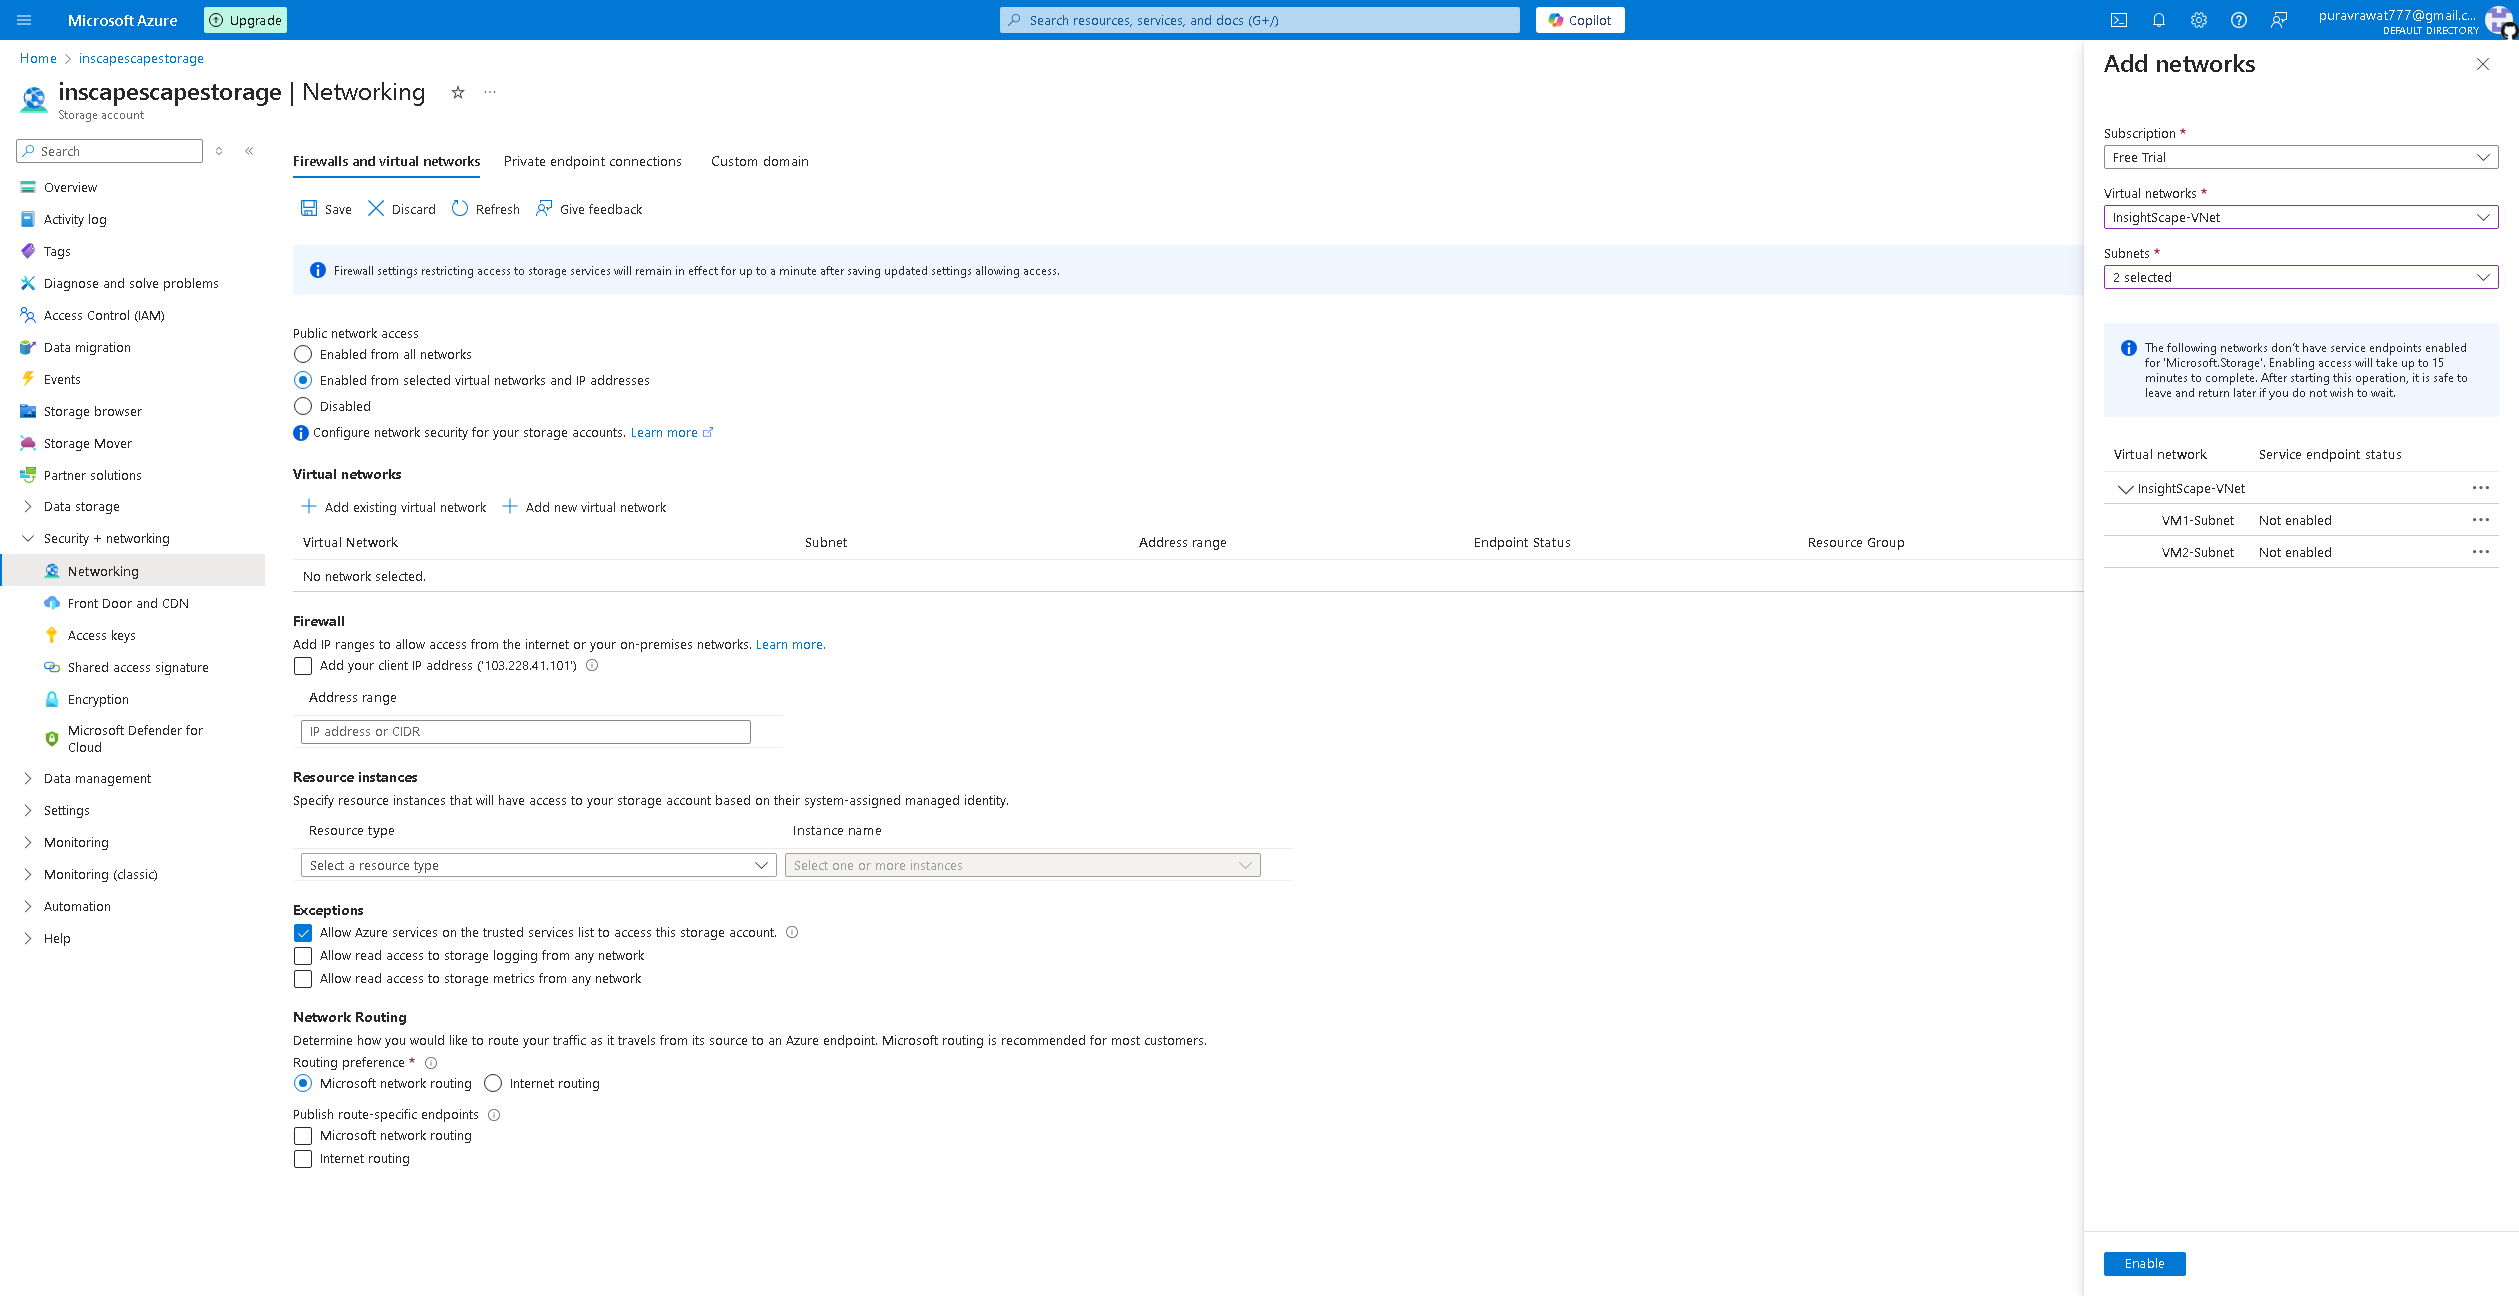 Microsoft Azure
Upgrade
Search resources, services, and docs (G+/)
Copilot
puravrawat777@gmail.c...
DEFAULT DIRECTORY
Home > inscapescapestorage
inscapescapestorage | Networking
Storage account
Search
Overview
Activity log
Tags
Diagnose and solve problems
Access Control (IAM)
Data migration
Events
Storage browser
Storage Mover
Partner solutions
Data storage
Security + networking
Networking
Front Door and CDN
Access keys
Shared access signature
Encryption
Microsoft Defender for
Cloud
Data management
Settings
Monitoring
Monitoring (classic)
Automation
Help
Firewalls and virtual networks Private endpoint connections Custom domain
Save Discard Refresh Give feedback
Firewall settings restricting access to storage services will remain in effect for up to a minute after saving updated settings allowing access.
Public network access
Enabled from all networks
Enabled from selected virtual networks and IP addresses
Disabled
Configure network security for your storage accounts. Learn more
Virtual networks
Add existing virtual network Add new virtual network
Virtual Network Subnet Address range Endpoint Status Resource Group
No network selected.
Firewall
Add IP ranges to allow access from the internet or your on-premises networks. Learn more.
Add your client IP address ('103.228.41.101')
Address range
IP address or CIDR
Resource instances
Specify resource instances that will have access to your storage account based on their system-assigned managed identity.
Resource type Instance name
Select a resource type Select one or more instances
Exceptions
Allow Azure services on the trusted services list to access this storage account.
Allow read access to storage logging from any network
Allow read access to storage metrics from any network
Network Routing
Determine how you would like to route your traffic as it travels from its source to an Azure endpoint. Microsoft routing is recommended for most customers.
Routing preference *
Microsoft network routing Internet routing
Publish route-specific endpoints
Microsoft network routing
Internet routing
Add networks
Subscription *
Free Trial
Virtual networks *
InsightScape-VNet
Subnets *
2 selected
The following networks don't have service endpoints enabled
for 'Microsoft.Storage'. Enabling access will take up to 15
minutes to complete. After starting this operation, it is safe to
leave and return later if you do not wish to wait.
Virtual network Service endpoint status
InsightScape-VNet
VM1-Subnet Not enabled
VM2-Subnet Not enabled
Enable